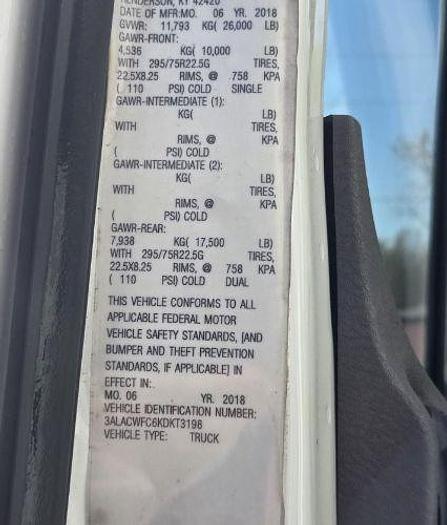 HENDERSON, KY 42420
DATE OF MFR:MO. 06 YR. 2018
GVWR: 11,793 KG( 26,000 LB)
GAWR-FRONT:
4,536 KG( 10,000 LB)
WITH 295/75R22.5G TIRES,
22.5X8.25 RIMS, @ 758 KPA
( 110 PSI) COLD SINGLE
GAWR-INTERMEDIATE (1):
KG( LB)
WITH TIRES,
RIMS, @ KPA
( PSI) COLD
GAWR-INTERMEDIATE (2):
KG( LB)
WITH TIRES,
RIMS, @ KPA
( PSI) COLD
GAWR-REAR:
7,938 KG( 17,500 LB)
WITH 295/75R22.5G TIRES,
22.5X8.25 RIMS, @ 758 KPA
( 110 PSI) COLD DUAL
THIS VEHICLE CONFORMS TO ALL
APPLICABLE FEDERAL MOTOR
VEHICLE SAFETY STANDARDS, [AND
BUMPER AND THEFT PREVENTION
STANDARDS, IF APPLICABLE] IN
EFFECT IN:
MO. 06 YR. 2018
VEHICLE IDENTIFICATION NUMBER:
3ALACWFC6KDKT3198
VEHICLE TYPE: TRUCK